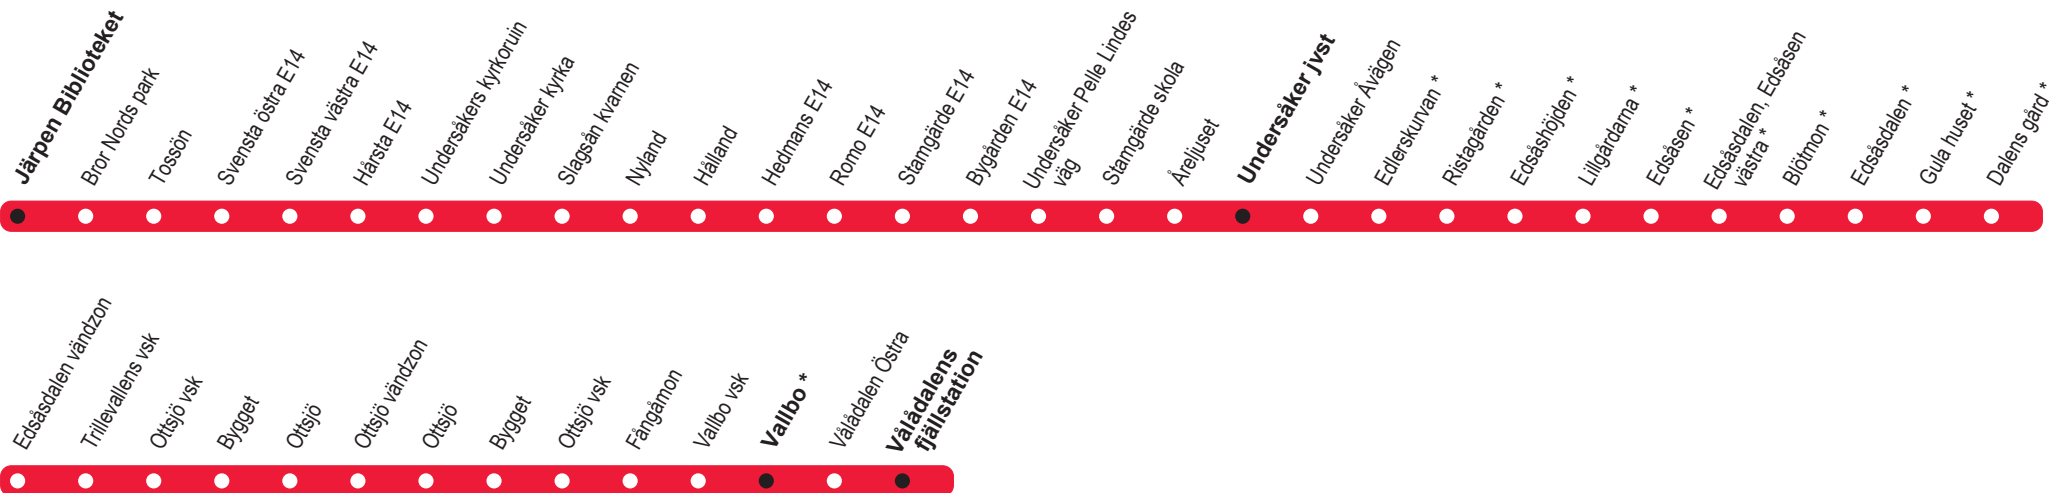 Järpen Biblioteket
Bror Nords park
Tossön
Svensta östra E14
Svensta västra E14
Hårsta E14
Undersåkers kyrkoruin
Undersåker kyrka
Slagsån kvarnen
Nyland
Hålland
Hedmans E14
Romo E14
Stamgärde E14
Bygården E14
Undersåker Pelle Lindes
väg
Stamgärde skola
Åreljuset
Undersåker jvst
Undersåker Åvägen
Edlerskurvan *
Ristagården *
Edsåshöjden *
Lillgårdarna *
Edsåsen *
Edsåsdalen, Edsåsen
västra *
Blötmon *
Edsåsdalen *
Gula huset *
Dalens gård *
Edsåsdalen vändzon
Trillevallens vsk
Ottsjö vsk
Bygget
Ottsjö
Ottsjö vändzon
Ottsjö
Bygget
Ottsjö vsk
Fångåmon
Vallbo vsk
Vallbo *
Vålådalen Östra
Vålådalens
fjällstation